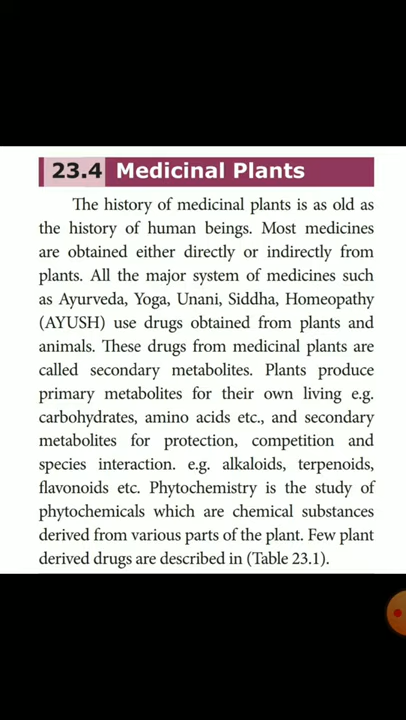 23.4 Medicinal Plants
The history of medicinal plants is as old as
the history of human beings. Most medicines
are obtained either directly or indirectly from
plants. All the major system of medicines such
as Ayurveda, Yoga, Unani, Siddha, Homeopathy
(AYUSH) use drugs obtained from plants and
animals. These drugs from medicinal plants are
called secondary metabolites. Plants produce
primary metabolites for their own living e.g.
carbohydrates, amino acids etc., and secondary
metabolites for protection, competition and
species interaction. e.g. alkaloids, terpenoids,
flavonoids etc. Phytochemistry is the study of
phytochemicals which are chemical substances
derived from various parts of the plant. Few plant
derived drugs are described in (Table 23.1).